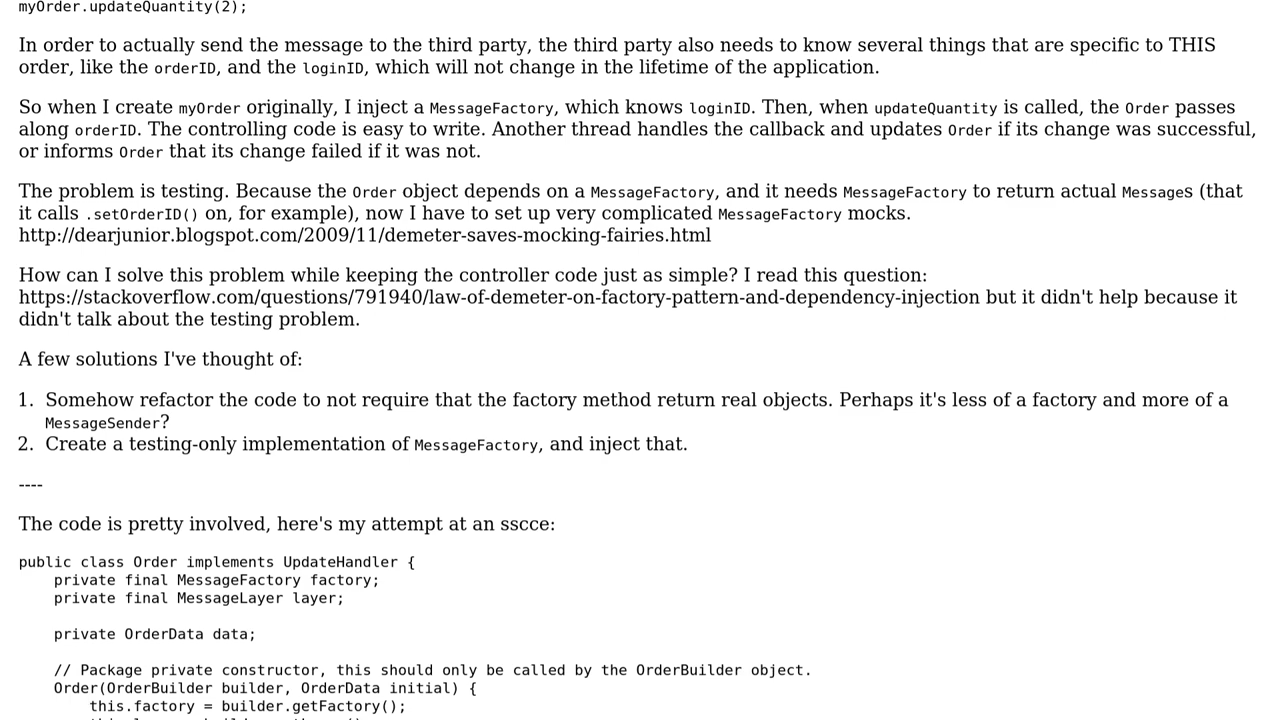 myOrder.updateQuantity(2);
In order to actually send the message to the third party, the third party also needs to know several things that are specific to THIS
order, like the orderID, and the loginID, which will not change in the lifetime of the application.
So when I create myOrder originally, I inject a MessageFactory, which knows loginID. Then, when updateQuantity is called, the Order passes
along orderID. The controlling code is easy to write. Another thread handles the callback and updates Order if its change was successful,
or informs Order that its change failed if it was not.
The problem is testing. Because the Order object depends on a MessageFactory, and it needs MessageFactory to return actual Messages (that
it calls .setOrderID() on, for example), now I have to set up very complicated MessageFactory mocks.
http://dearjunior.blogspot.com/2009/11/demeter-saves-mocking-fairies.html
How can I solve this problem while keeping the controller code just as simple? I read this question:
https://stackoverflow.com/questions/791940/law-of-demeter-on-factory-pattern-and-dependency-injection but it didn't help because it
didn't talk about the testing problem.
A few solutions I've thought of:
1. Somehow refactor the code to not require that the factory method return real objects. Perhaps it's less of a factory and more of a
MessageSender?
2. Create a testing-only implementation of MessageFactory, and inject that.
----
The code is pretty involved, here's my attempt at an sscce:
public class Order implements UpdateHandler {
    private final MessageFactory factory;
    private final MessageLayer layer;
    private OrderData data;
    // Package private constructor, this should only be called by the OrderBuilder object.
    Order(OrderBuilder builder, OrderData initial) {
        this.factory = builder.getFactory();